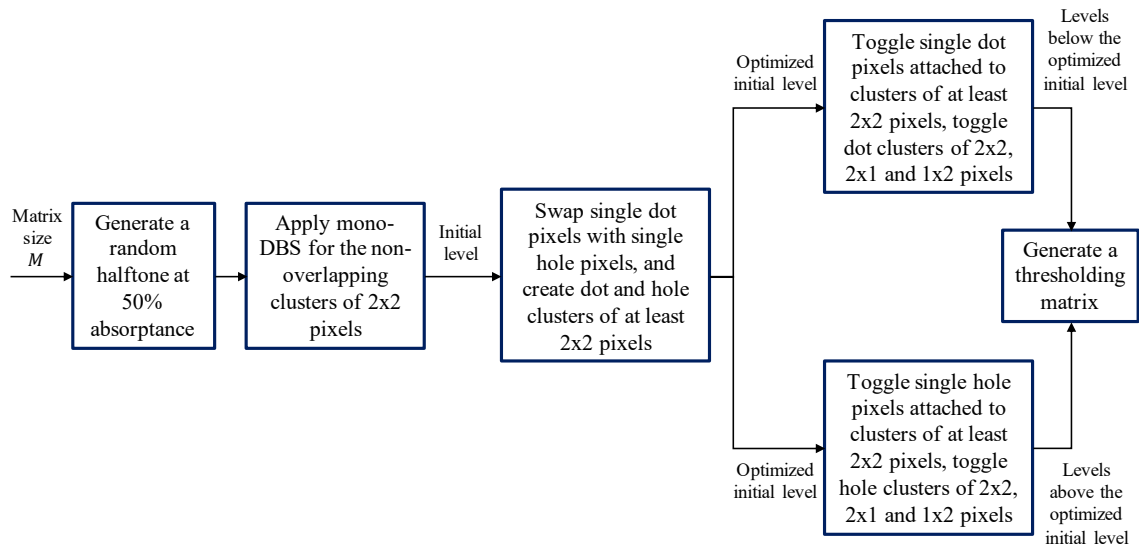 Matrix
size
M
Generate a
random
halftone at
50%
absorptance
Apply mono-
DBS for the non-
overlapping
clusters of 2x2
pixels
Initial
level
Swap single dot
pixels with single
hole pixels, and
create dot and hole
clusters of at least
2x2 pixels
Optimized
initial level
Toggle single dot
pixels attached to
clusters of at least
2x2 pixels, toggle
dot clusters of 2x2,
2x1 and 1x2 pixels
Levels
below the
optimized
initial level
Optimized
initial level
Toggle single hole
pixels attached to
clusters of at least
2x2 pixels, toggle
hole clusters of 2x2,
2x1 and 1x2 pixels
Levels
above the
optimized
initial level
Generate a
thresholding
matrix